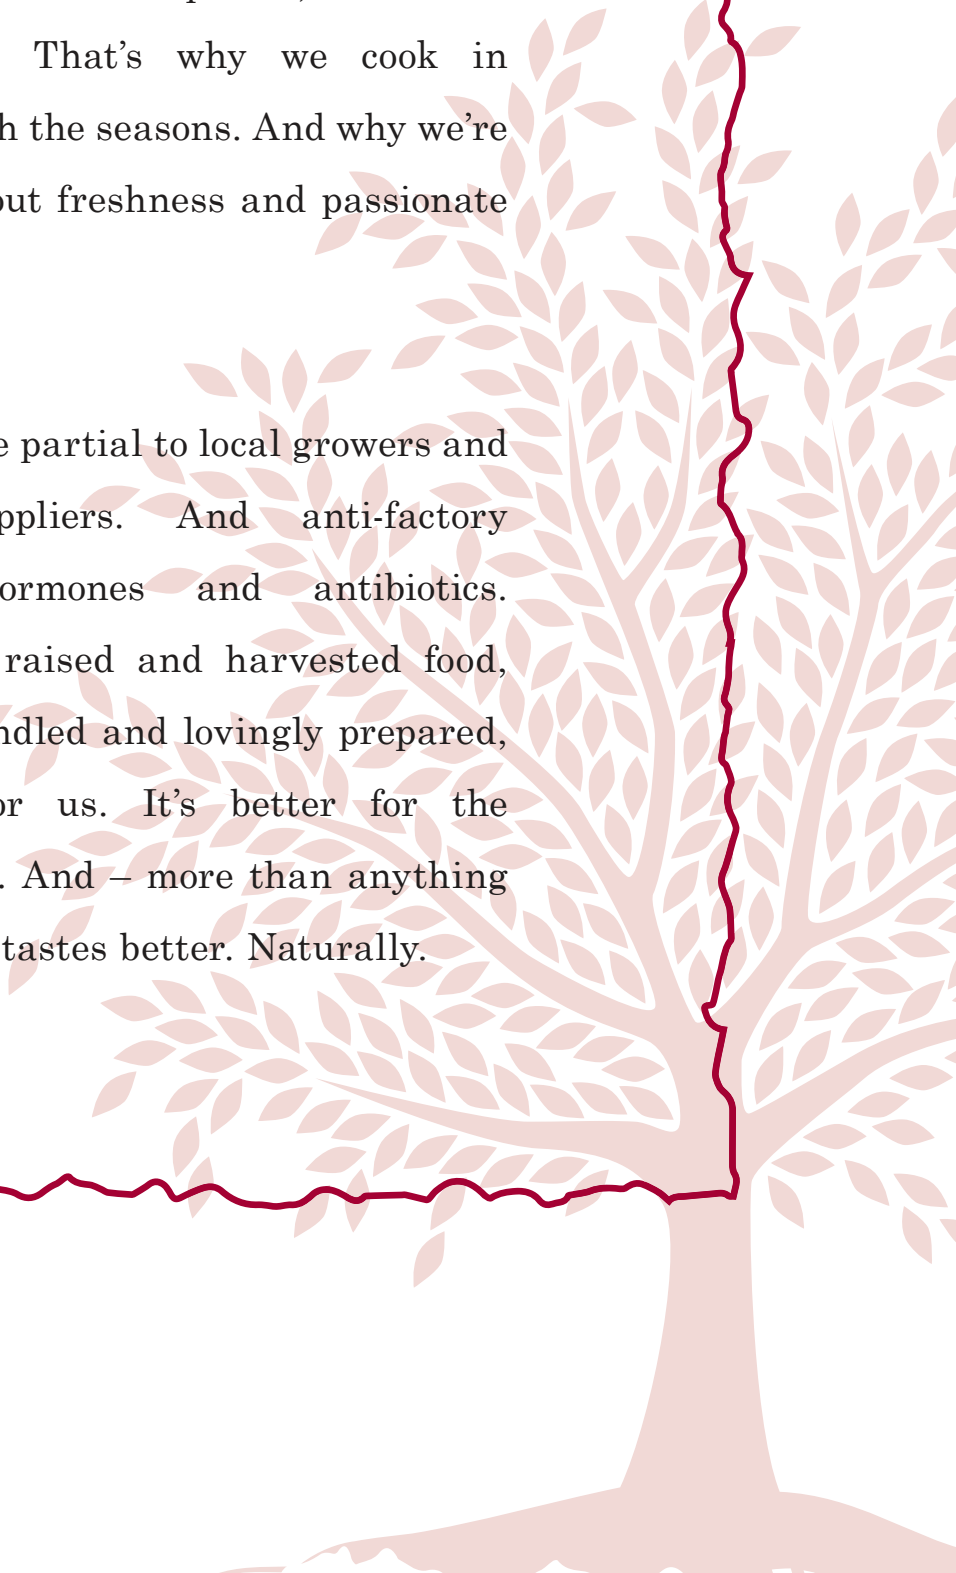 That’s why we cook in
the seasons. And why we’re
freshness and passionate
partial to local growers and
And anti-factory
and antibiotics.
raised and harvested food,
and lovingly prepared,
us. It’s better for the
And – more than anything
tastes better. Naturally.